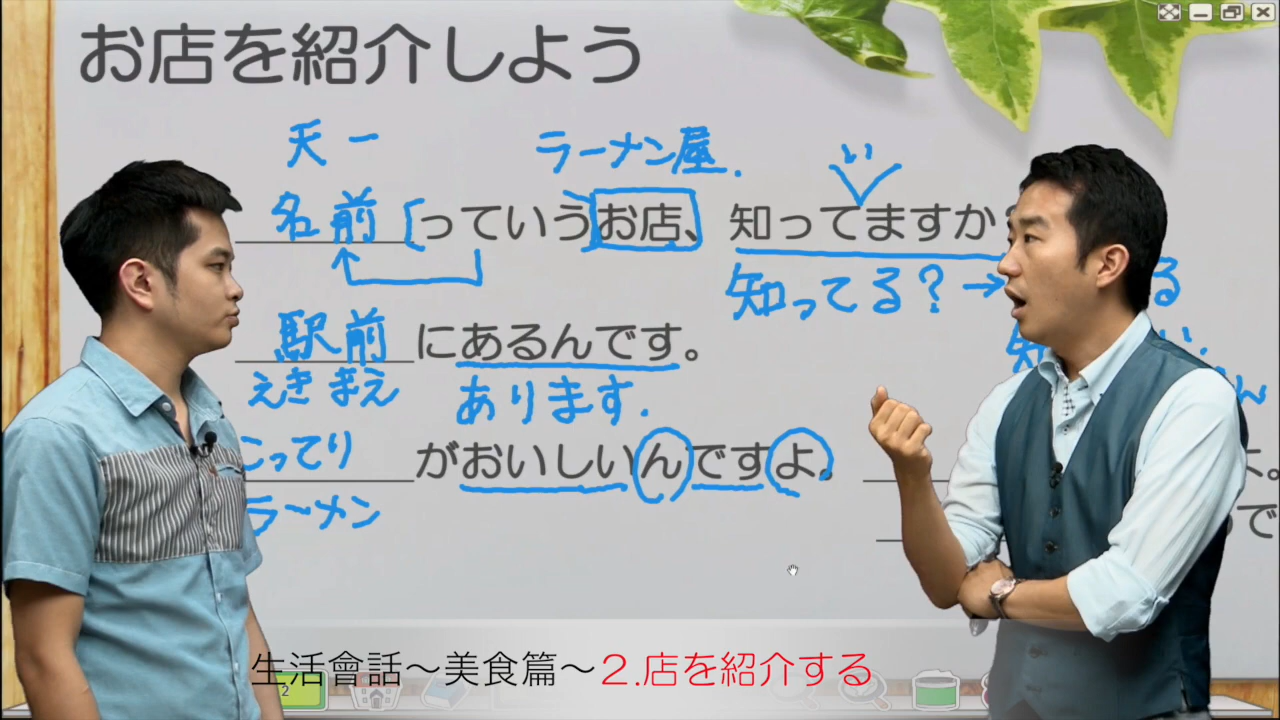 お店を紹介しよう
天一
ラーメン屋.
い
名前っていうお店、知ってますか
知ってる?→
る
駅前にあるんです。
えきまえ
あります.
こってりがおいしいんですよ。
よ。
ラーメン
で
生活會話～美食篇～2.店を紹介する
2